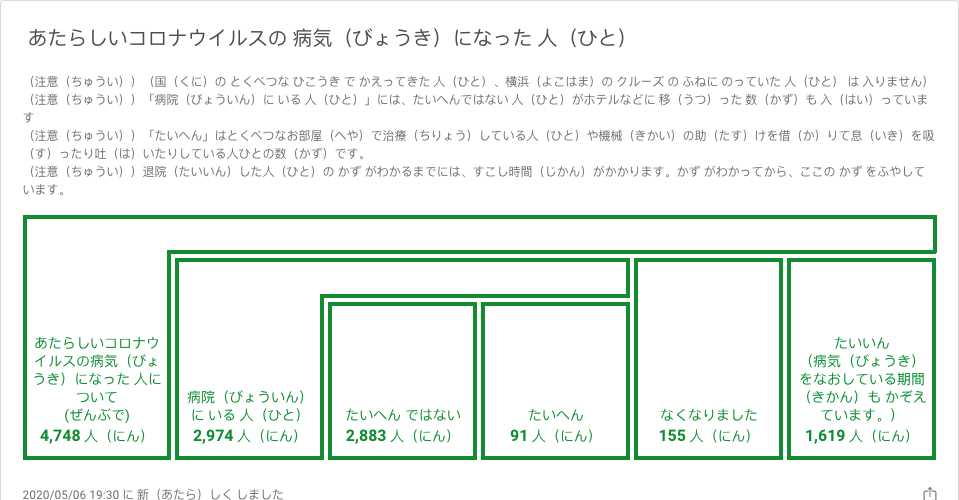 あたらしいコロナウイルスの 病気（びょうき）になった 人（ひと）
（注意（ちゅうい））（国（くに）の とくべつな ひこうき で かえってきた 人（ひと）、横浜（よこはま）の クルーズ の ふねに のっていた 人（ひと） は 入りません）
（注意（ちゅうい））「病院（びょういん）に いる 人（ひと）」には、たいへんではない 人（ひと）がホテルなどに 移（うつ）った 数（かず）も 入（はい）っていま
す
（注意（ちゅうい））「たいへん」はとくべつなお部屋（へや）で治療（ちりょう）している人（ひと）や機械（きかい）の助（たす）けを借（か）りて息（いき）を吸
（す）ったり吐（は）いたりしている人ひとの数（かず）です。
（注意（ちゅうい））退院（たいいん）した人（ひと）の かず がわかるまでには、すこし時間（じかん）がかかります。かず がわかってから、ここの かず をふやして
います。
あたらしいコロナウ
イルスの病気（びょ
うき）になった 人に
ついて
(ぜんぶで)
4,748 人（にん）
病院（びょういん）
に いる 人（ひと）
2,974 人（にん）
たいへん ではない
2,883 人（にん）
たいへん
91 人（にん）
なくなりました
155 人（にん）
たいいん
（病気（びょうき）
をなおしている期間
（きかん）も かぞえ
ています。）
1,619 人（にん）
2020/05/06 19:30 に 新（あたら）しく しました